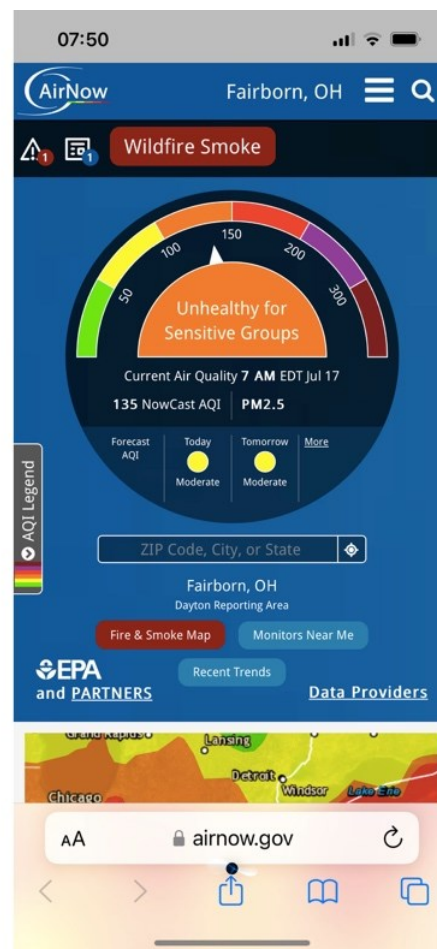 07:50
AirNow
Fairborn, OH
1
1
Wildfire Smoke
50
100
150
200
300
Unhealthy for
Sensitive Groups
Current Air Quality 7 AM EDT Jul 17
135 NowCast AQI PM2.5
Forecast
AQI
Today
Moderate
Tomorrow
Moderate
More
AQI Legend
ZIP Code, City, or State
Fairborn, OH
Dayton Reporting Area
Fire & Smoke Map
Monitors Near Me
Recent Trends
EPA
and PARTNERS
Data Providers
Grand Rapids
Lansing
Detroit
Windsor
Lake Erie
Chicago
AA
airnow.gov